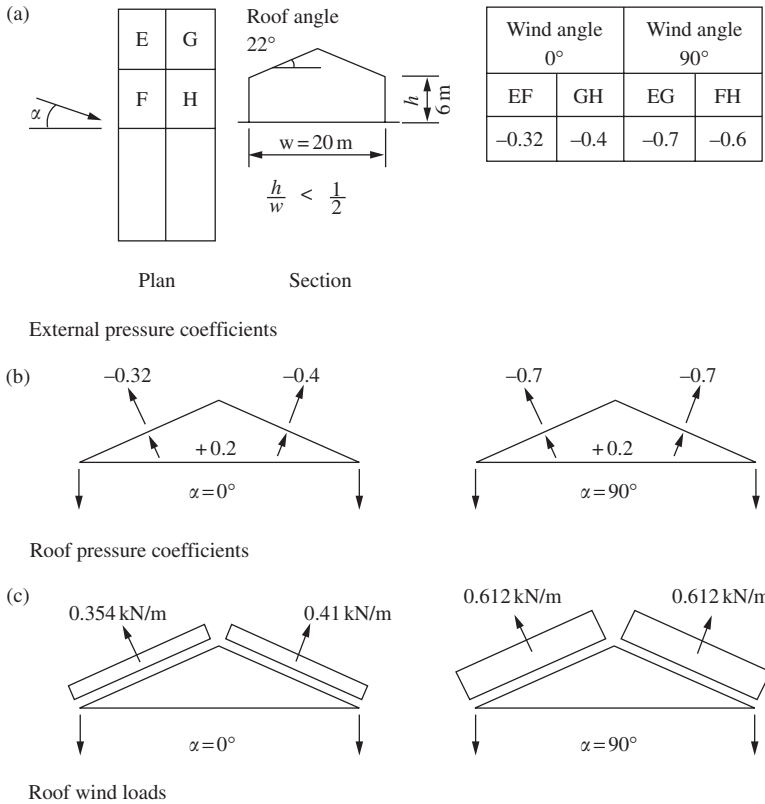 (a)
E G
F H
α
Plan
Roof angle
22°
h
6 m
w = 20 m
h/w < 1/2
Section
Wind angle 0° Wind angle 90°
EF GH EG FH
–0.32 –0.4 –0.7 –0.6
External pressure coefficients
(b)
–0.32 –0.4 –0.7 –0.7
+0.2 +0.2
α = 0° α = 90°
Roof pressure coefficients
(c)
0.354 kN/m 0.41 kN/m 0.612 kN/m 0.612 kN/m
α = 0° α = 90°
Roof wind loads